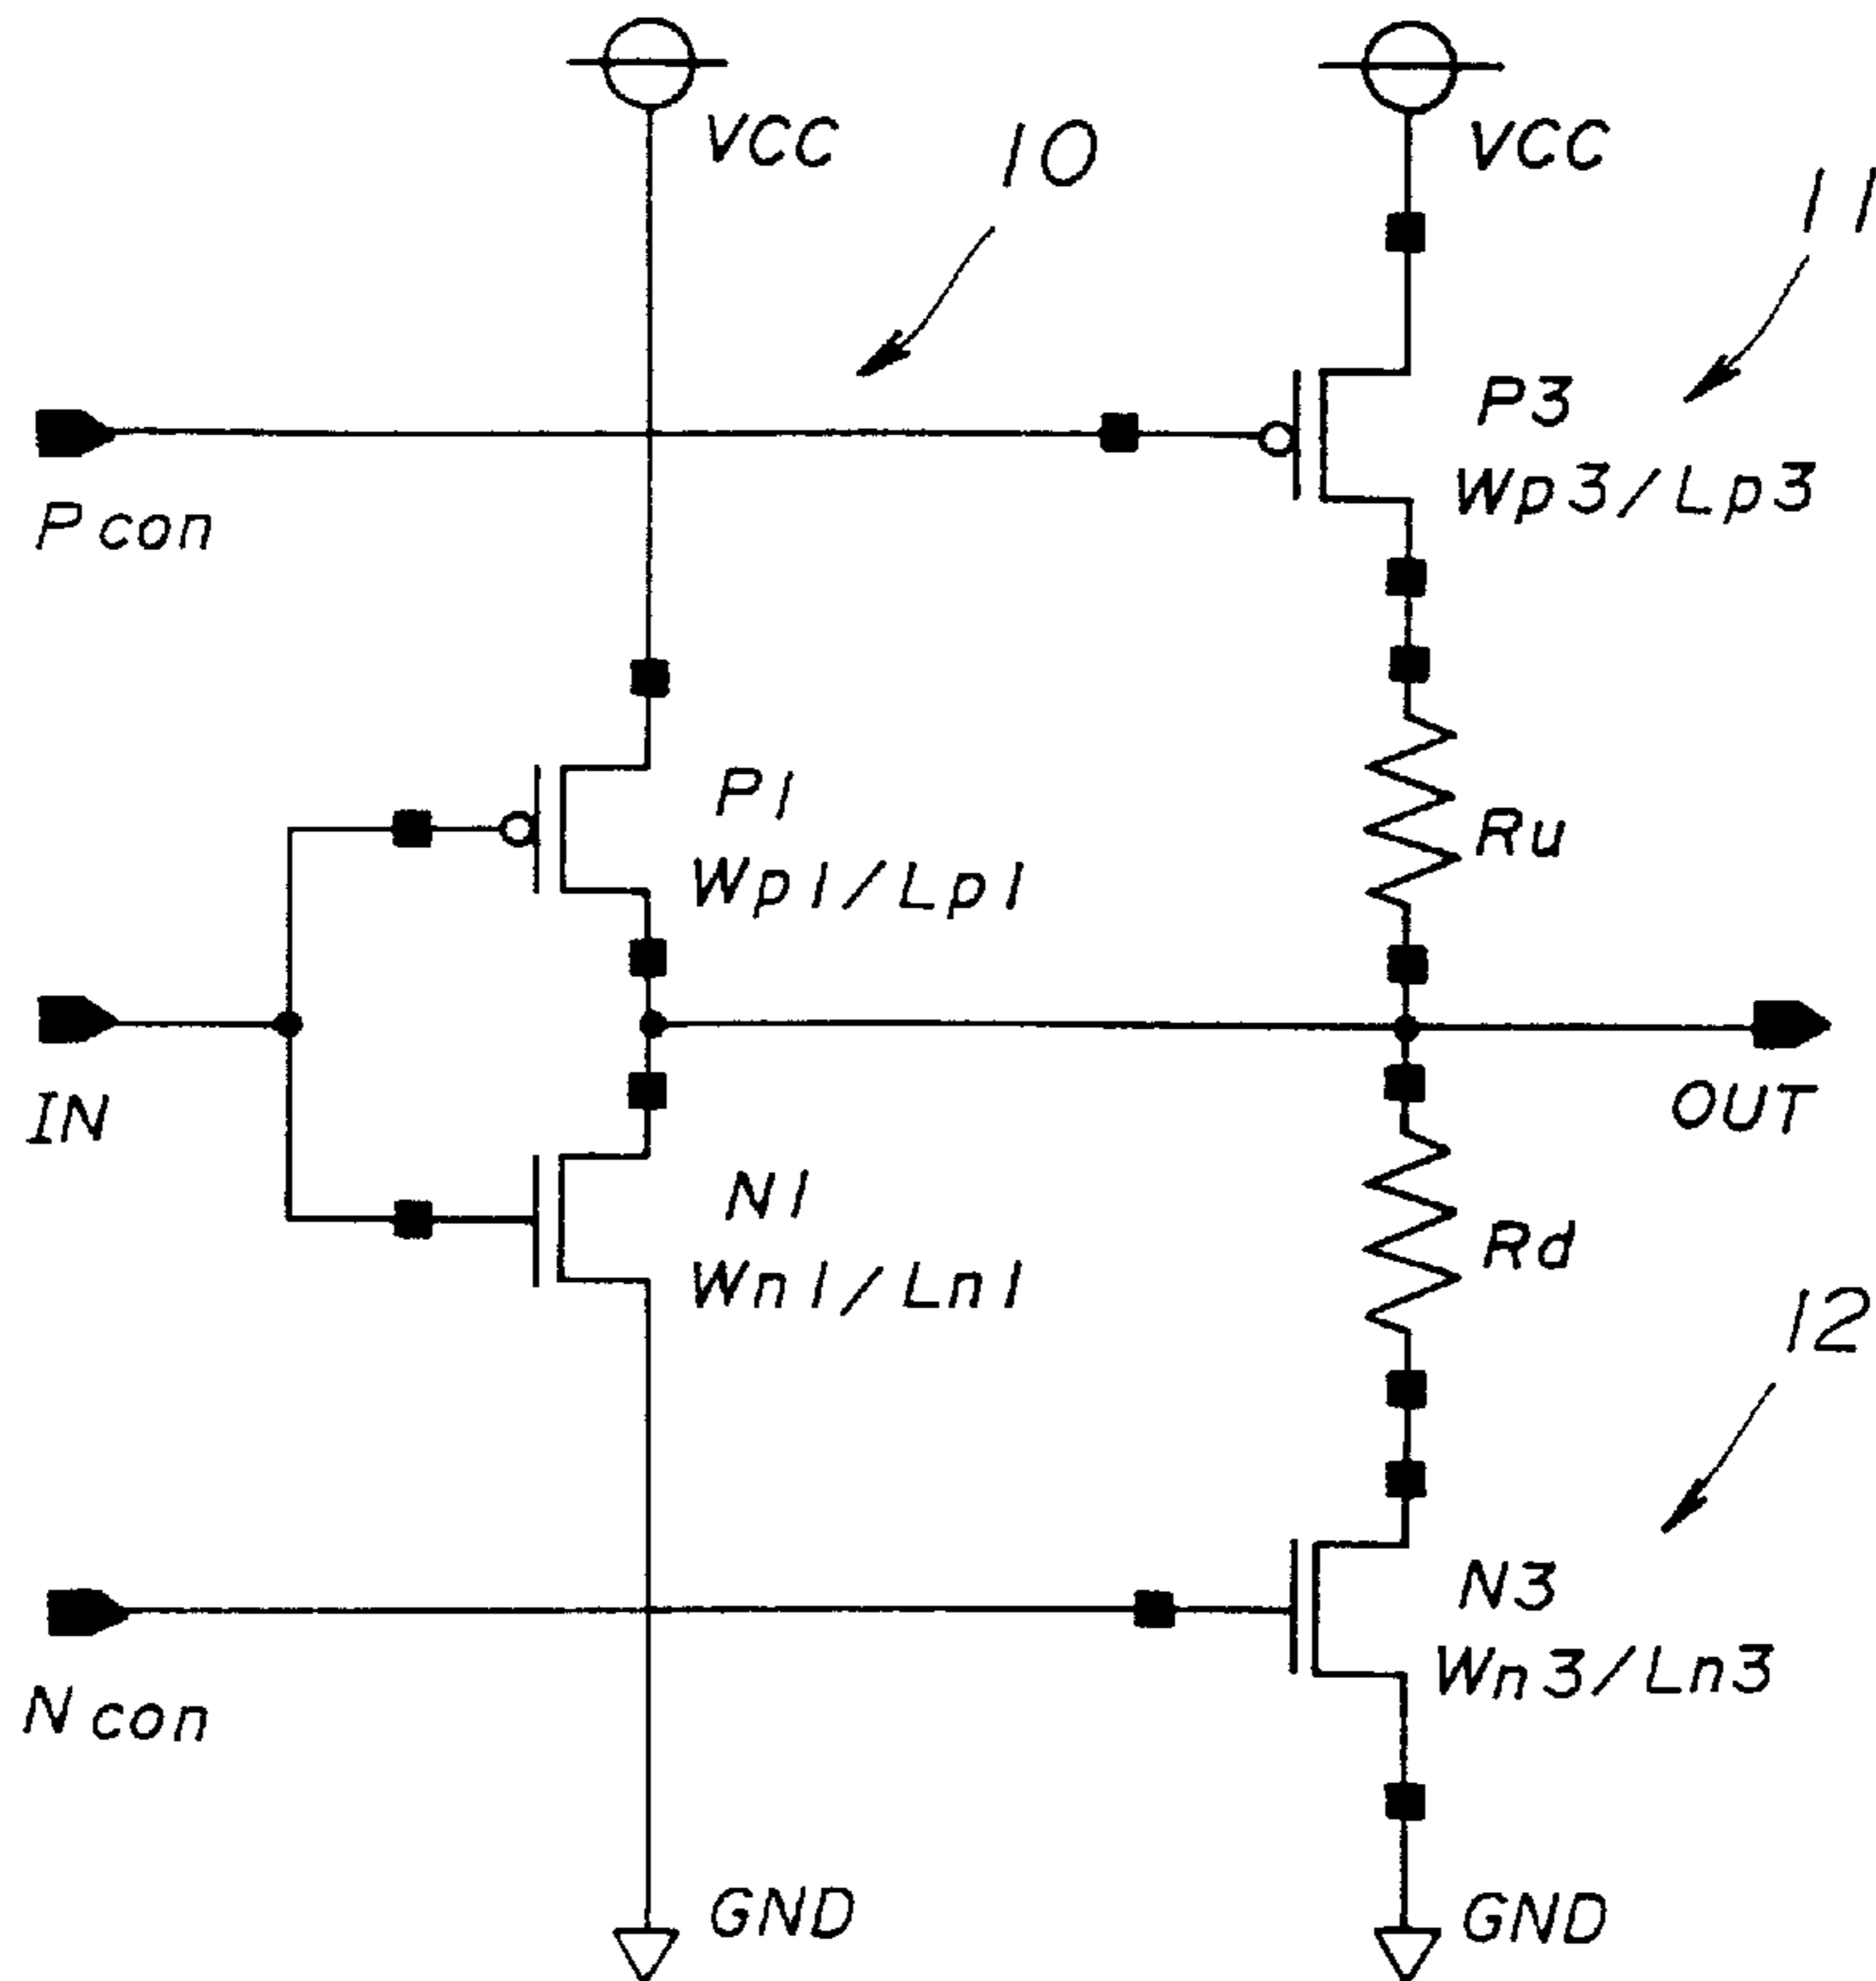 VCC
VCC
10
11
P3
Wp3/Lp3
Pcon
P1
Wp1/Lp1
Ru
IN
OUT
N1
Wn1/Ln1
Rd
12
N3
Wn3/Ln3
Ncon
GND
GND